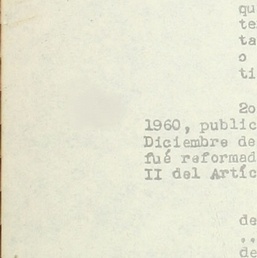 qu
te
ta
o
ti
2o
1960, public
Diciembre de
fué reformad
II del Artíc
de
..
de